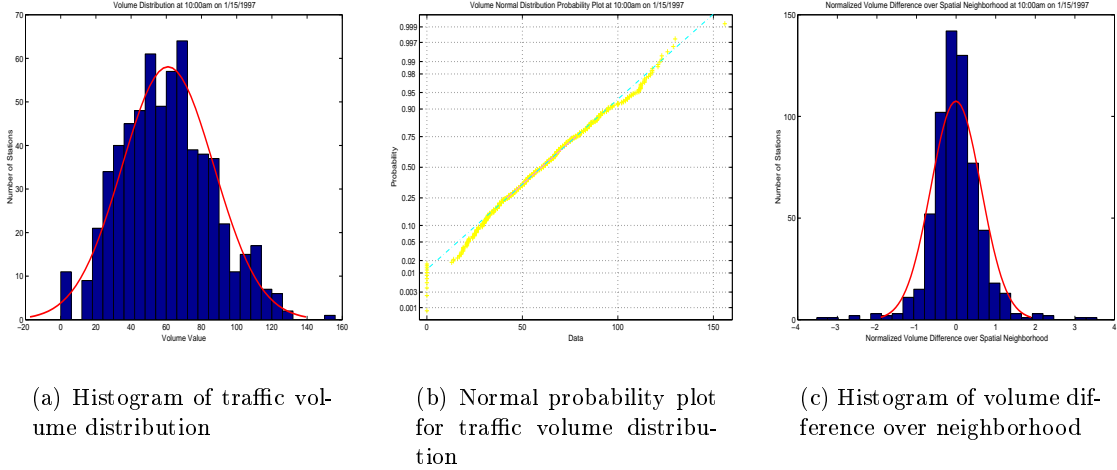 Volume Distribution at 10:00am on 1/15/1997
70
60
50
40
30
20
10
0
Number of Stations
−20 0 20 40 60 80 100 120 140 160
Volume Value
Volume Normal Distribution Probability Plot at 10:00am on 1/15/1997
0.997
0.99
0.98
0.95
0.90
0.75
0.50
0.25
0.10
0.05
0.02
0.01
0.003
0.001
Probability
0 50 100 150
Data
Normalized Volume Difference over Spatial Neighborhood at 10:00am on 1/15/1997
150
100
50
0
Number of Stations
−4 −3 −2 −1 0 1 2 3 4
Normalized Volume Difference over Spatial Neighborhood
(a) Histogram of traffic vol-
ume distribution
(b) Normal probability plot
for traffic volume distribu-
tion
(c) Histogram of volume dif-
ference over neighborhood